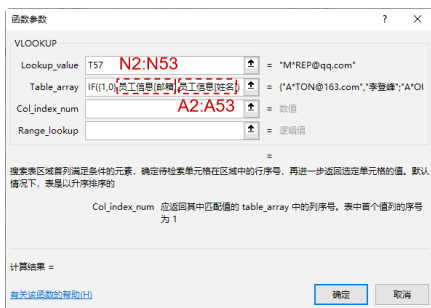 函数参数 ? ×
VLOOKUP
Lookup_value T57 N2:N53 = "M*REP@qq.com"
Table_array IF({1,0},员工信息[邮箱],员工信息[姓名]) = {"A*TON@163.com","李登峰";"A*OU
Col_index_num A2:A53 = 数值
Range_lookup = 逻辑值
=
搜索表区域首列满足条件的元素，确定待检索单元格在区域中的行序号，再进一步返回选定单元格的值。默认
情况下，表是以升序排序的
Col_index_num 应返回其中匹配值的 table_array 中的列序号。表中首个值列的序号
为 1
计算结果 =
有关该函数的帮助(H) 确定 取消